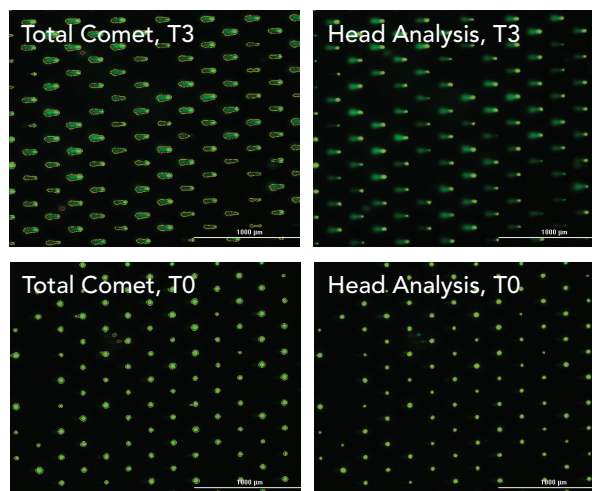 Total Comet, T3
Head Analysis, T3
1000 µm
1000 µm
Total Comet, T0
Head Analysis, T0
1000 µm
1000 µm